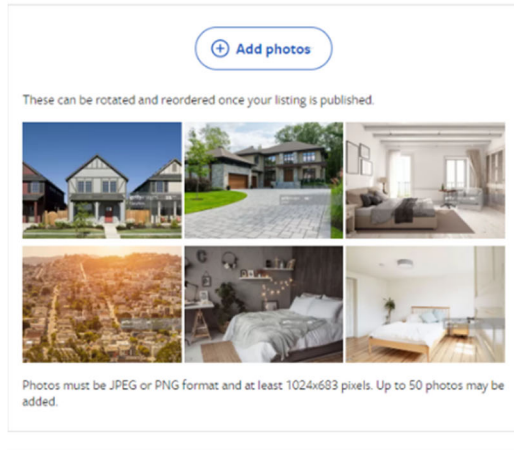 Add photos
These can be rotated and reordered once your listing is published.
Photos must be JPEG or PNG format and at least 1024x683 pixels. Up to 50 photos may be
added.